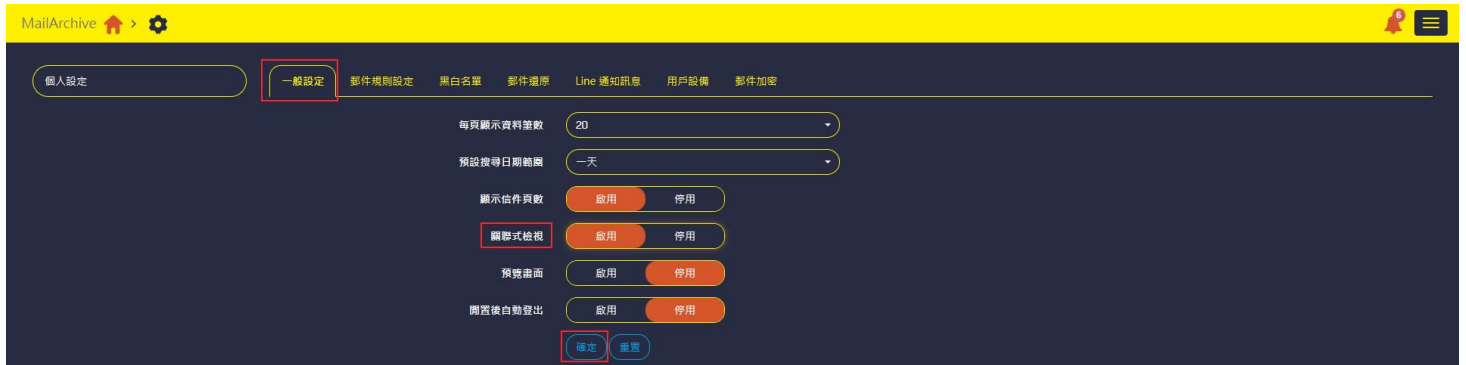 MailArchive
6
個人設定
一般設定 郵件規則設定 黑白名單 郵件還原 Line 通知訊息 用戶設備 郵件加密
每頁顯示資料筆數 20
預設搜尋日期範圍 一天
顯示信件頁數 啟用 停用
關聯式檢視 啟用 停用
預覽畫面 啟用 停用
閒置後自動登出 啟用 停用
確定 重置